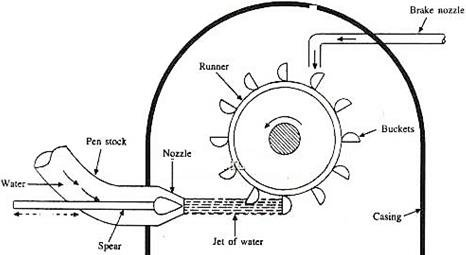 Brake nozzle
Runner
Pen stock
Nozzle
Buckets
Water
Casing
Spear
Jet of water